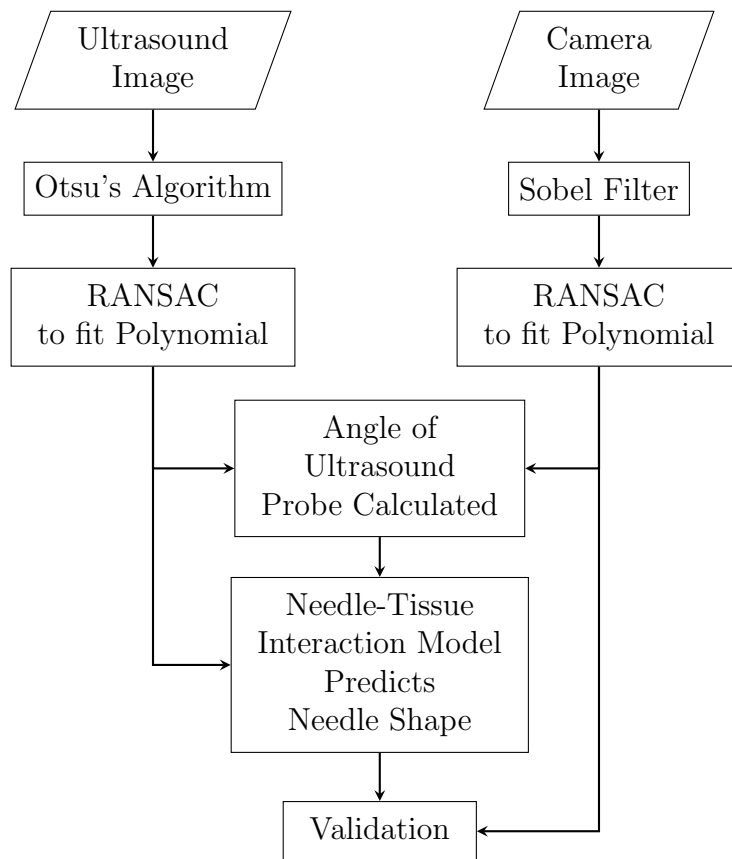 Ultrasound
Image
Camera
Image
Otsu's Algorithm
Sobel Filter
RANSAC
to fit Polynomial
RANSAC
to fit Polynomial
Angle of
Ultrasound
Probe Calculated
Needle-Tissue
Interaction Model
Predicts
Needle Shape
Validation